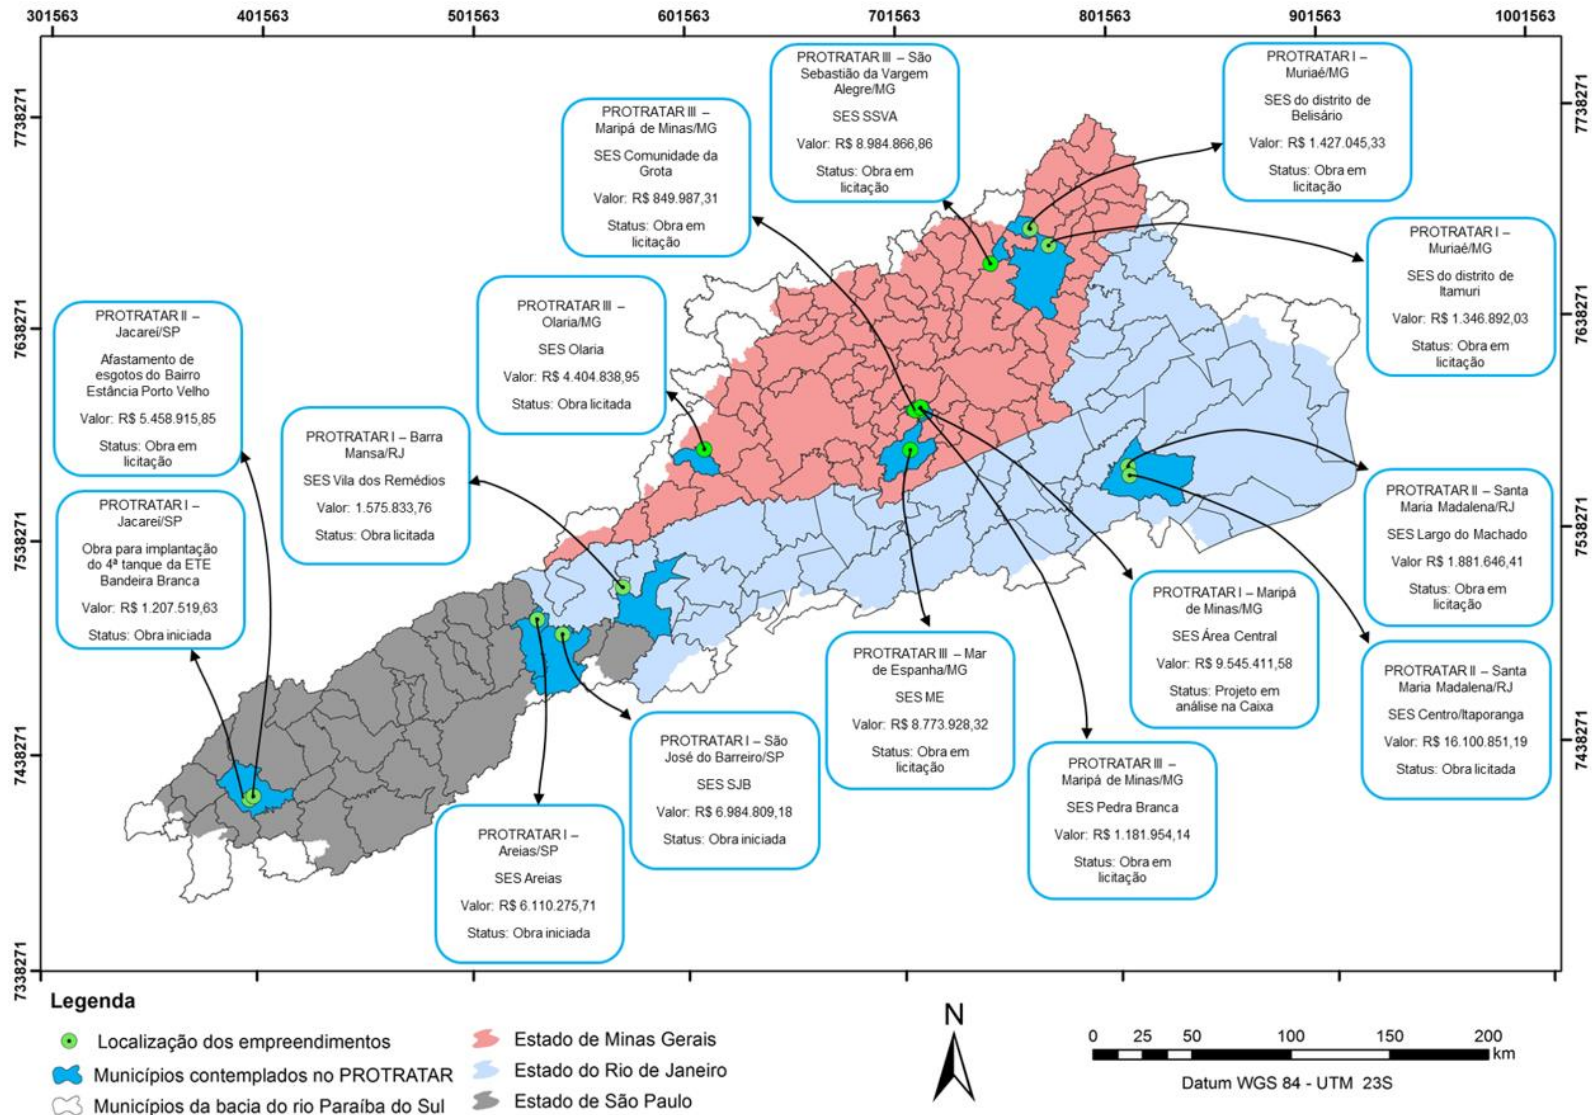 301563
401563
501563
601563
701563
801563
901563
1001563
7738271
7638271
7538271
7438271
7338271
7738271
7638271
7538271
7438271
PROTRATAR III – São
Sebastião da Vargem
Alegre/MG
SES SSVA
Valor: R$ 8.984.866,86
Status: Obra em
licitação
PROTRATAR I –
Muriaé/MG
SES do distrito de
Belisário
Valor: R$ 1.427.045,33
Status: Obra em
licitação
PROTRATAR III –
Maripá de Minas/MG
SES Comunidade da
Grota
Valor: R$ 849.987,31
Status: Obra em
licitação
PROTRATAR I –
Muriaé/MG
SES do distrito de
Itamuri
Valor: R$ 1.346.892,03
Status: Obra em
licitação
PROTRATAR III –
Olaria/MG
SES Olaria
Valor: R$ 4.404.838,95
Status: Obra licitada
PROTRATAR II –
Jacareí/SP
Afastamento de
esgotos do Bairro
Estância Porto Velho
Valor: R$ 5.458.915,85
Status: Obra em
licitação
PROTRATAR I – Barra
Mansa/RJ
SES Vila dos Remédios
Valor: 1.575.833,76
Status: Obra licitada
PROTRATAR I –
Jacareí/SP
Obra para implantação
do 4ª tanque da ETE
Bandeira Branca
Valor: R$ 1.207.519,63
Status: Obra iniciada
PROTRATAR II – Santa
Maria Madalena/RJ
SES Largo do Machado
Valor R$ 1.881.646,41
Status: Obra em
licitação
PROTRATAR I – Maripá
de Minas/MG
SES Área Central
Valor: R$ 9.545.411,58
Status: Projeto em
análise na Caixa
PROTRATAR III – Mar
de Espanha/MG
SES ME
Valor: R$ 8.773.928,32
Status: Obra em
licitação
PROTRATAR II – Santa
Maria Madalena/RJ
SES Centro/Itaporanga
Valor: R$ 16.100.851,19
Status: Obra licitada
PROTRATAR I – São
José do Barreiro/SP
SES SJB
Valor: R$ 6.984.809,18
Status: Obra iniciada
PROTRATAR III –
Maripá de Minas/MG
SES Pedra Branca
Valor: R$ 1.181.954,14
Status: Obra em
licitação
PROTRATAR I –
Areias/SP
SES Areias
Valor: R$ 6.110.275,71
Status: Obra iniciada
Legenda
Localização dos empreendimentos
Municípios contemplados no PROTRATAR
Municípios da bacia do rio Paraíba do Sul
Estado de Minas Gerais
Estado do Rio de Janeiro
Estado de São Paulo
N
0 25 50 100 150 200
km
Datum WGS 84 - UTM 23S